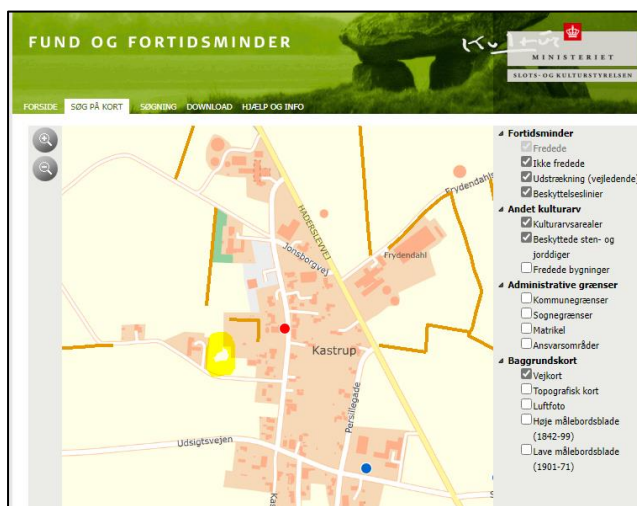 FUND OG FORTIDSMINDER
Kultur
MINISTERIET
SLOTS- OG KULTURSTYRELSEN
FORSIDE SØG PÅ KORT SØGNING DOWNLOAD HJÆLP OG INFO
Fortidsminder
Fredede
Ikke fredede
Udstrækning (vejledende)
Beskyttelseslinier
Andet kulturarv
Kulturarvsarealer
Beskyttede sten- og
jorddiger
Fredede bygninger
Administrative grænser
Kommunegrænser
Sognegrænser
Matrikel
Ansvarsområder
Baggrundskort
Vejkort
Topografisk kort
Luftfoto
Høje målebordsblade
(1842-99)
Lave målebordsblade
(1901-71)
HADERSLEVVEJ
Frydendahls
Jonsborgvej
Frydendahl
Kastrup
Persillegade
Udsigtsvejen
Kas